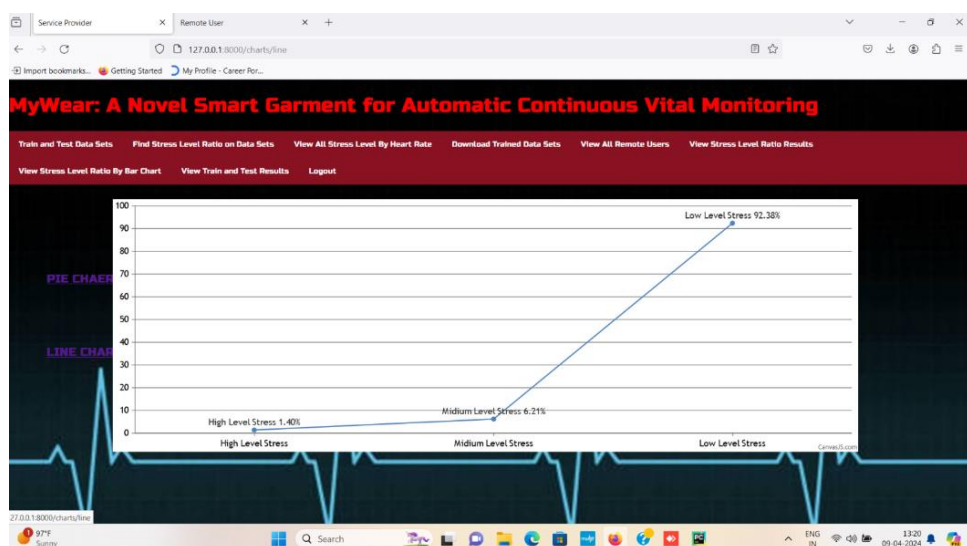 Service Provider
Remote User
127.0.0.1:8000/charts/line
Import bookmarks... Getting Started My Profile - Career Por...
MyWear: A Novel Smart Garment for Automatic Continuous Vital Monitoring
Train and Test Data Sets Find Stress Level Ratio on Data Sets View All Stress Level By Heart Rate Download Trained Data Sets View All Remote Users View Stress Level Ratio Results
View Stress Level Ratio By Bar Chart View Train and Test Results Logout
100
Low Level Stress 92.38%
90
80
PIE CHAER
70
60
50
40
LINE CHAR
30
20
10
Midium Level Stress 6.21%
High Level Stress 1.40%
0
High Level Stress Midium Level Stress Low Level Stress
CanvasJS.com
127.0.0.1:8000/charts/line
1
97°F
Sunny
Search
ENG
IN
13:20
09-04-2024